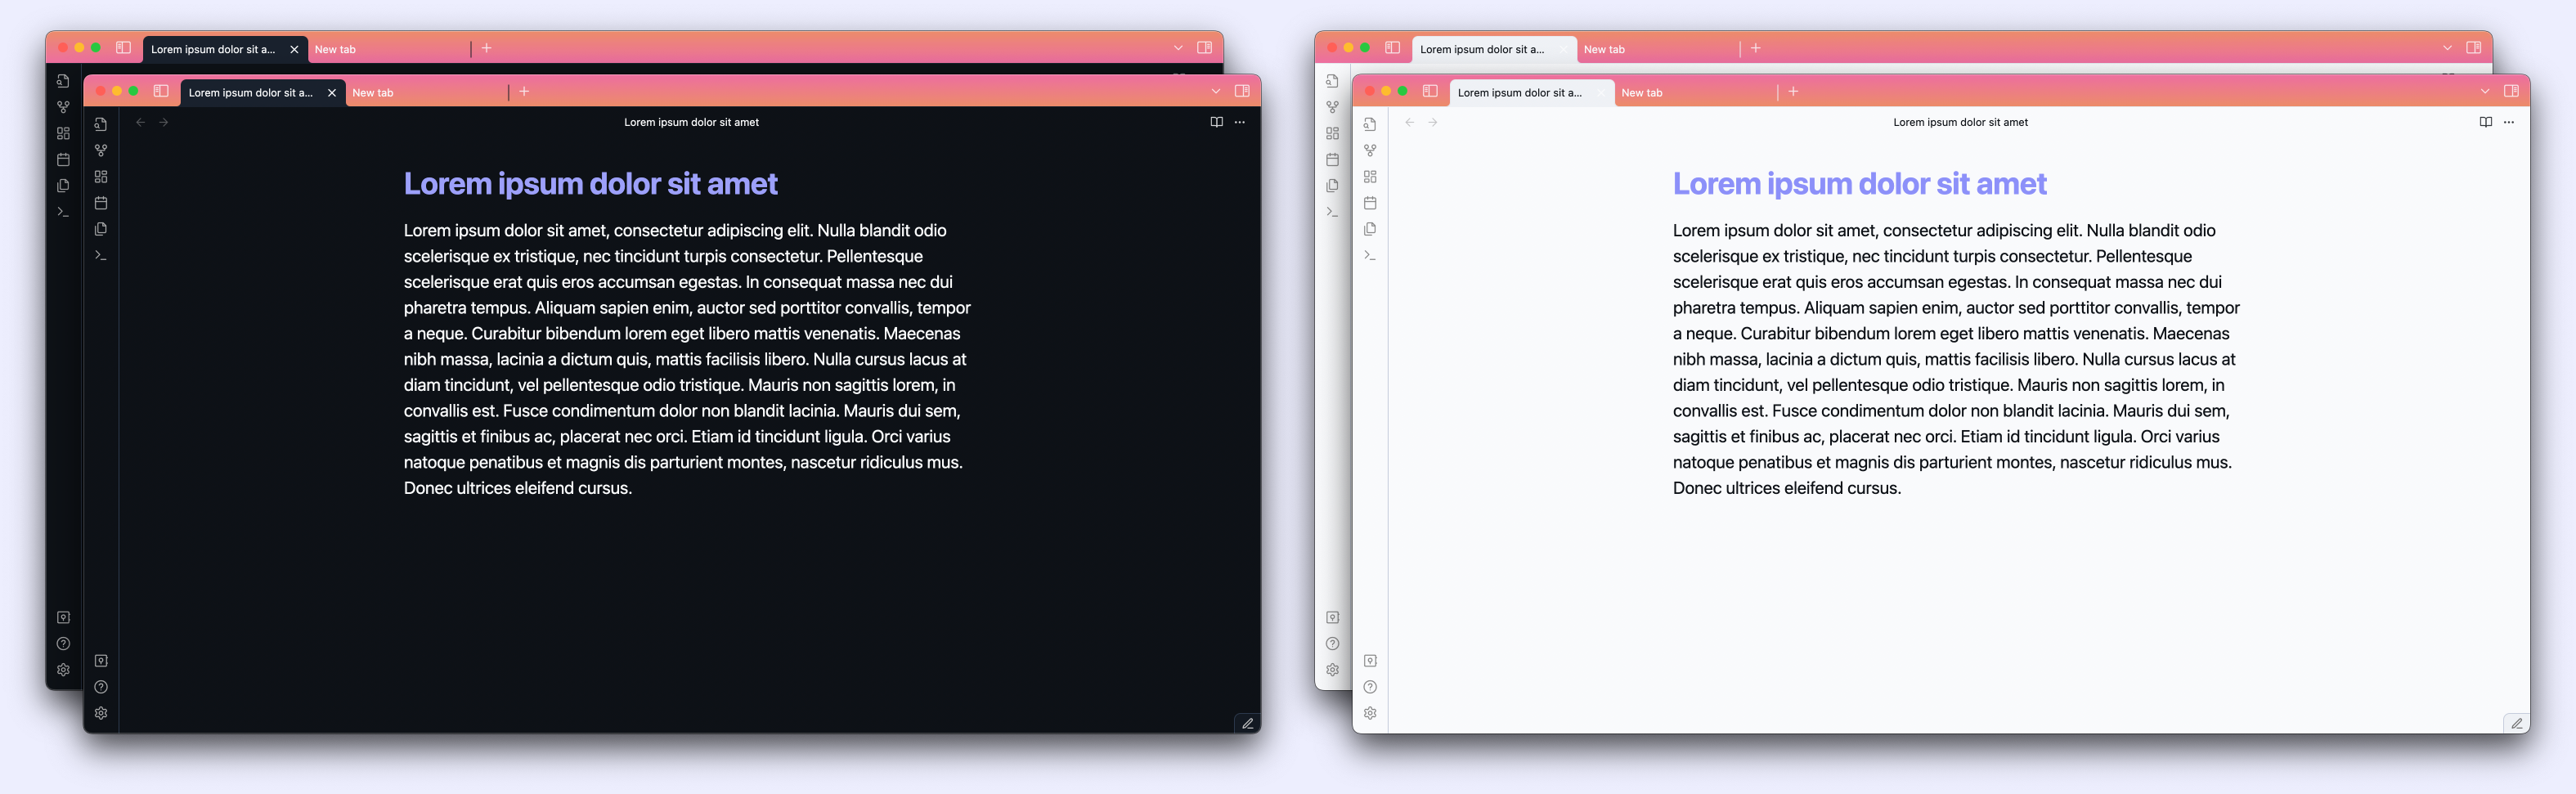 Lorem ipsum dolor sit a...
New tab
Lorem ipsum dolor sit a...
New tab
Lorem ipsum dolor sit amet
Lorem ipsum dolor sit amet
Lorem ipsum dolor sit amet, consectetur adipiscing elit. Nulla blandit odio
scelerisque ex tristique, nec tincidunt turpis consectetur. Pellentesque
scelerisque erat quis eros accumsan egestas. In consequat massa nec dui
pharetra tempus. Aliquam sapien enim, auctor sed porttitor convallis, tempor
a neque. Curabitur bibendum lorem eget libero mattis venenatis. Maecenas
nibh massa, lacinia a dictum quis, mattis facilisis libero. Nulla cursus lacus at
diam tincidunt, vel pellentesque odio tristique. Mauris non sagittis lorem, in
convallis est. Fusce condimentum dolor non blandit lacinia. Mauris dui sem,
sagittis et finibus ac, placerat nec orci. Etiam id tincidunt ligula. Orci varius
natoque penatibus et magnis dis parturient montes, nascetur ridiculus mus.
Donec ultrices eleifend cursus.
Lorem ipsum dolor sit a...
New tab
Lorem ipsum dolor sit a...
New tab
Lorem ipsum dolor sit amet
Lorem ipsum dolor sit amet
Lorem ipsum dolor sit amet, consectetur adipiscing elit. Nulla blandit odio
scelerisque ex tristique, nec tincidunt turpis consectetur. Pellentesque
scelerisque erat quis eros accumsan egestas. In consequat massa nec dui
pharetra tempus. Aliquam sapien enim, auctor sed porttitor convallis, tempor
a neque. Curabitur bibendum lorem eget libero mattis venenatis. Maecenas
nibh massa, lacinia a dictum quis, mattis facilisis libero. Nulla cursus lacus at
diam tincidunt, vel pellentesque odio tristique. Mauris non sagittis lorem, in
convallis est. Fusce condimentum dolor non blandit lacinia. Mauris dui sem,
sagittis et finibus ac, placerat nec orci. Etiam id tincidunt ligula. Orci varius
natoque penatibus et magnis dis parturient montes, nascetur ridiculus mus.
Donec ultrices eleifend cursus.